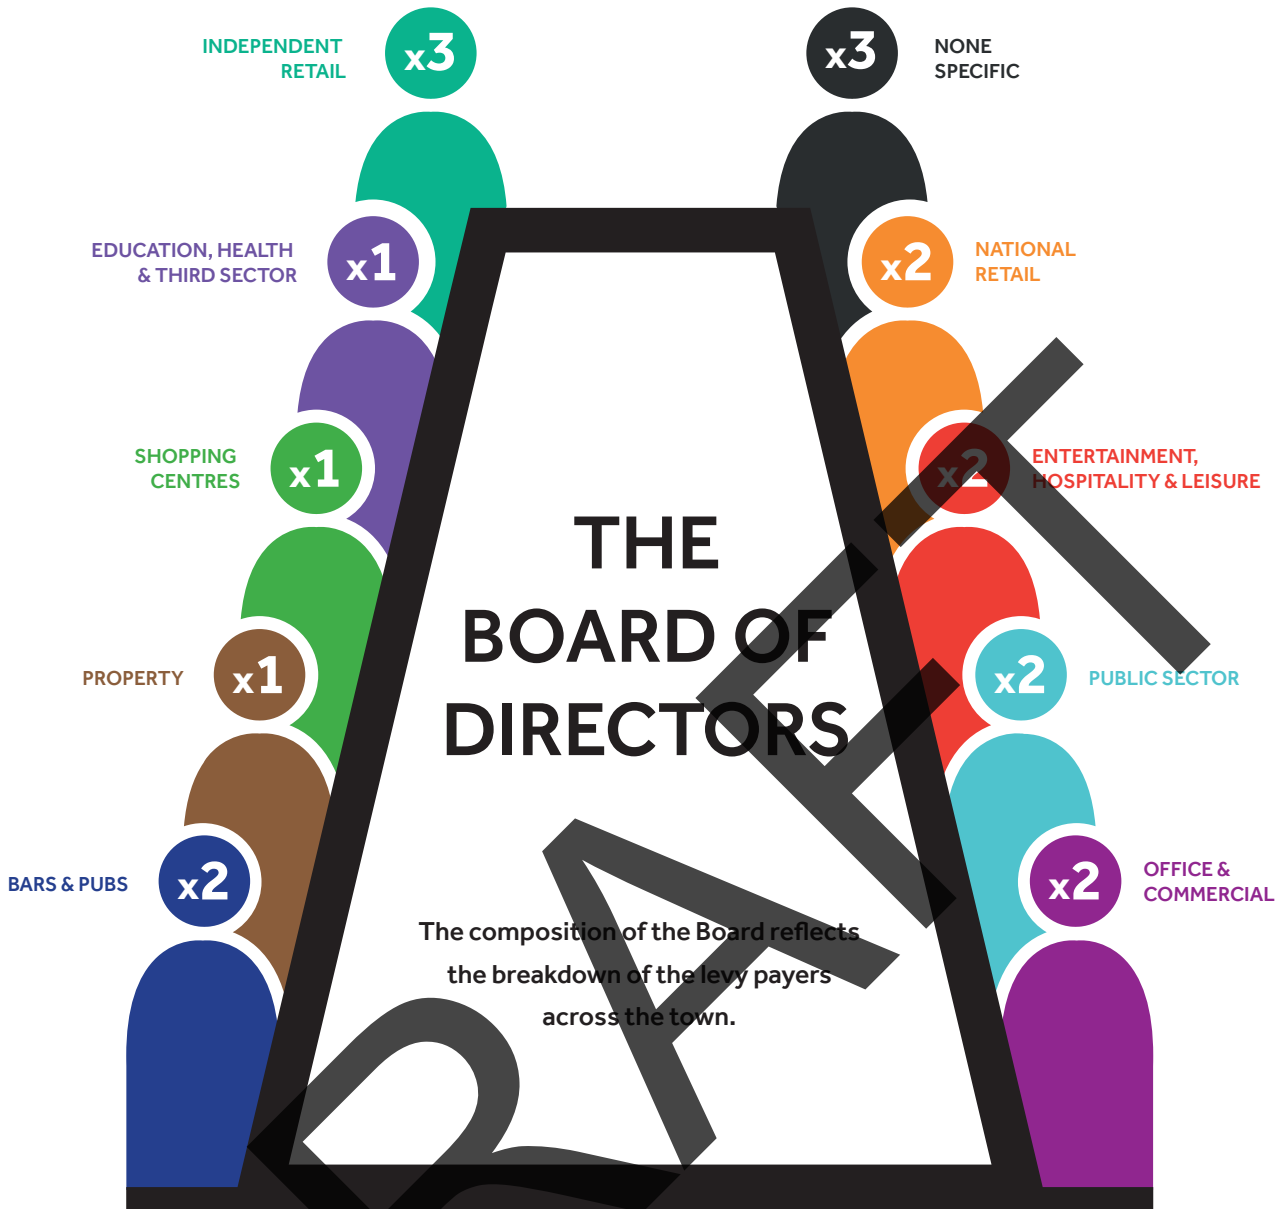 INDEPENDENT
RETAIL
x3
x3
NONE
SPECIFIC
EDUCATION, HEALTH
& THIRD SECTOR
x1
x2
NATIONAL
RETAIL
SHOPPING
CENTRES
x1
x2
ENTERTAINMENT,
HOSPITALITY & LEISURE
PROPERTY
x1
x2
PUBLIC SECTOR
BARS & PUBS
x2
x2
OFFICE &
COMMERCIAL
THE
BOARD OF
DIRECTORS
The composition of the Board reflects
the breakdown of the levy payers
across the town.
RAFT